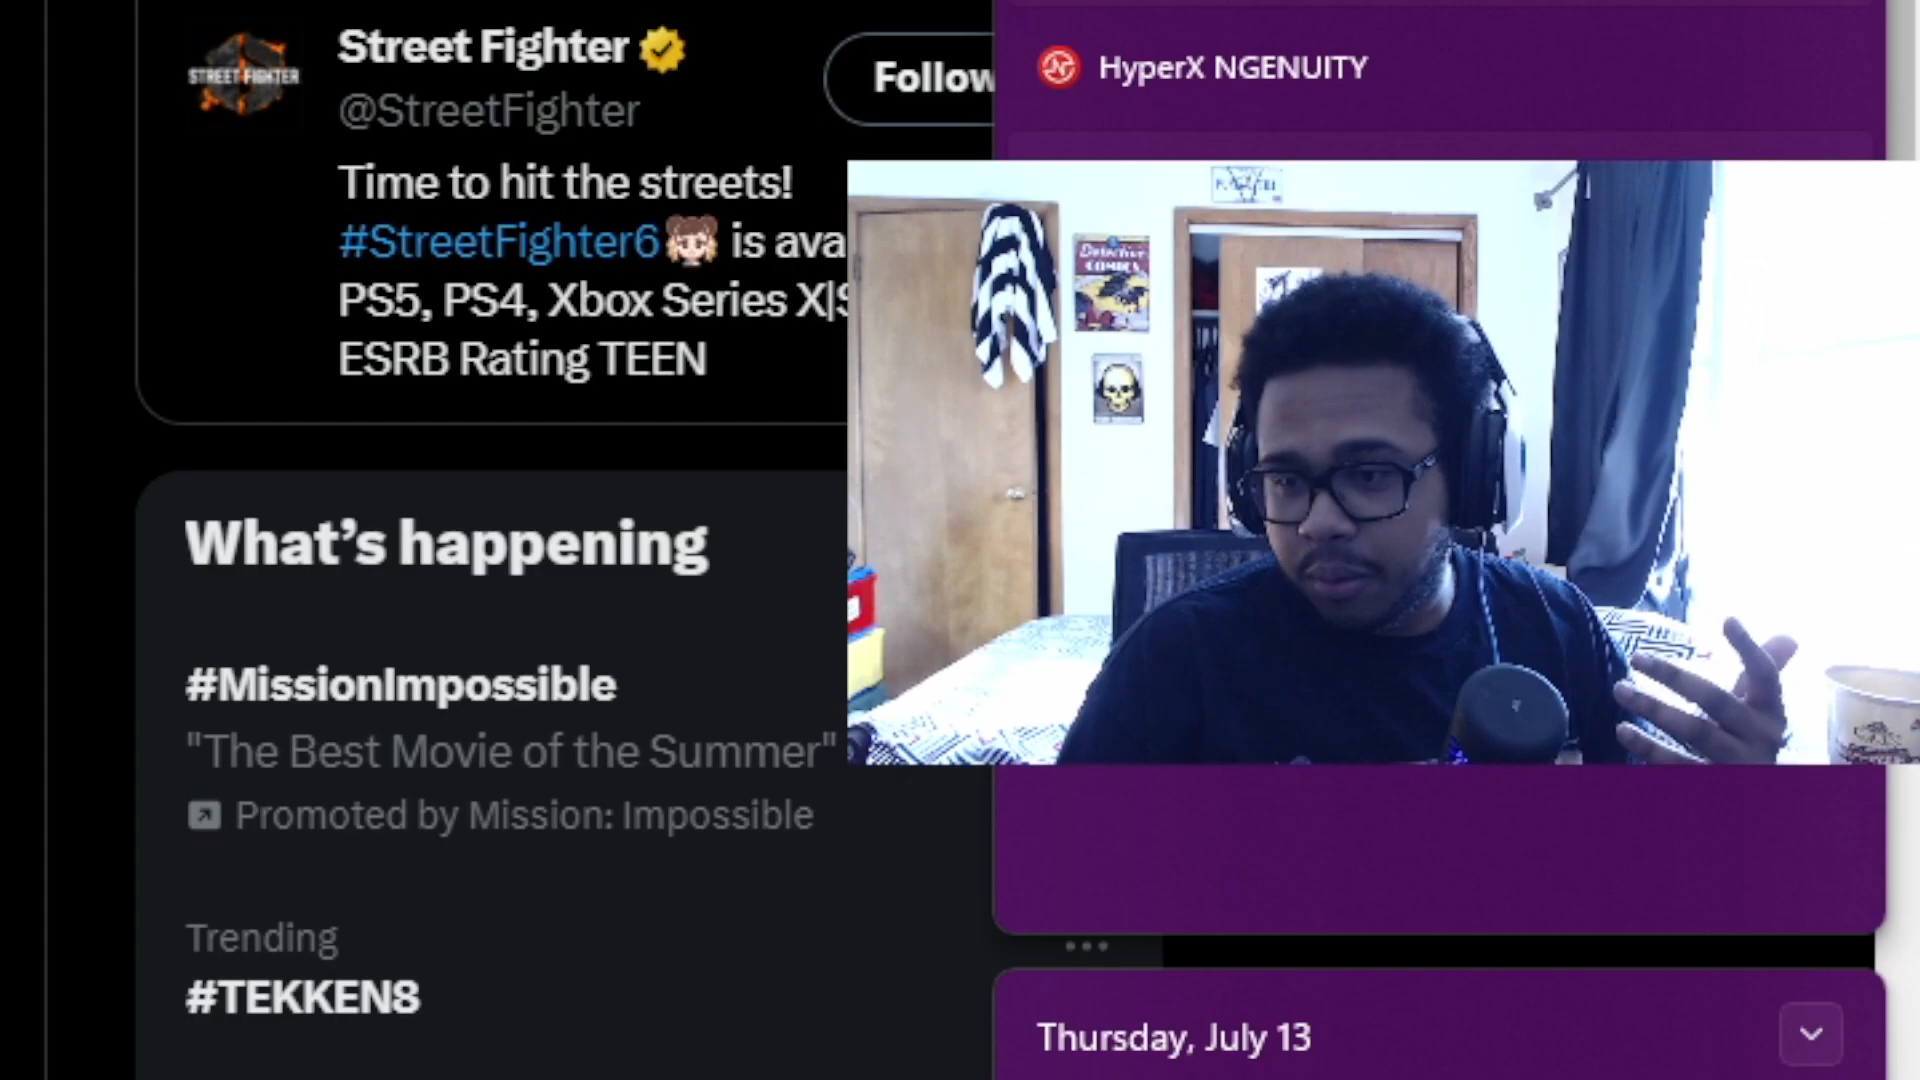 STREET FIGHTER
Street Fighter
Follow
@StreetFighter
Time to hit the streets!
#StreetFighter6 is ava
PS5, PS4, Xbox Series X|S
ESRB Rating TEEN
What's happening
#MissionImpossible
"The Best Movie of the Summer"
Promoted by Mission: Impossible
Trending
#TEKKEN8
HyperX NGENUITY
Detective
COMICS
Thursday, July 13